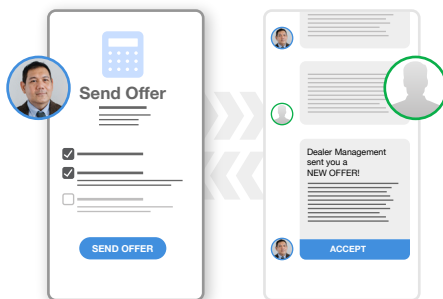 Send Offer
SEND OFFER
Dealer Management
sent you a
NEW OFFER!
ACCEPT